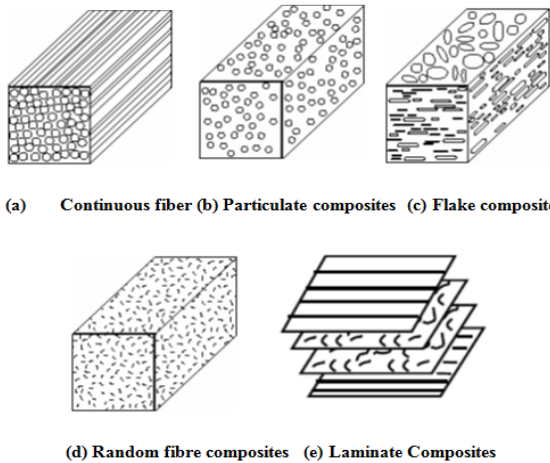 (a) Continuous fiber (b) Particulate composites (c) Flake composite
(d) Random fibre composites (e) Laminate Composites